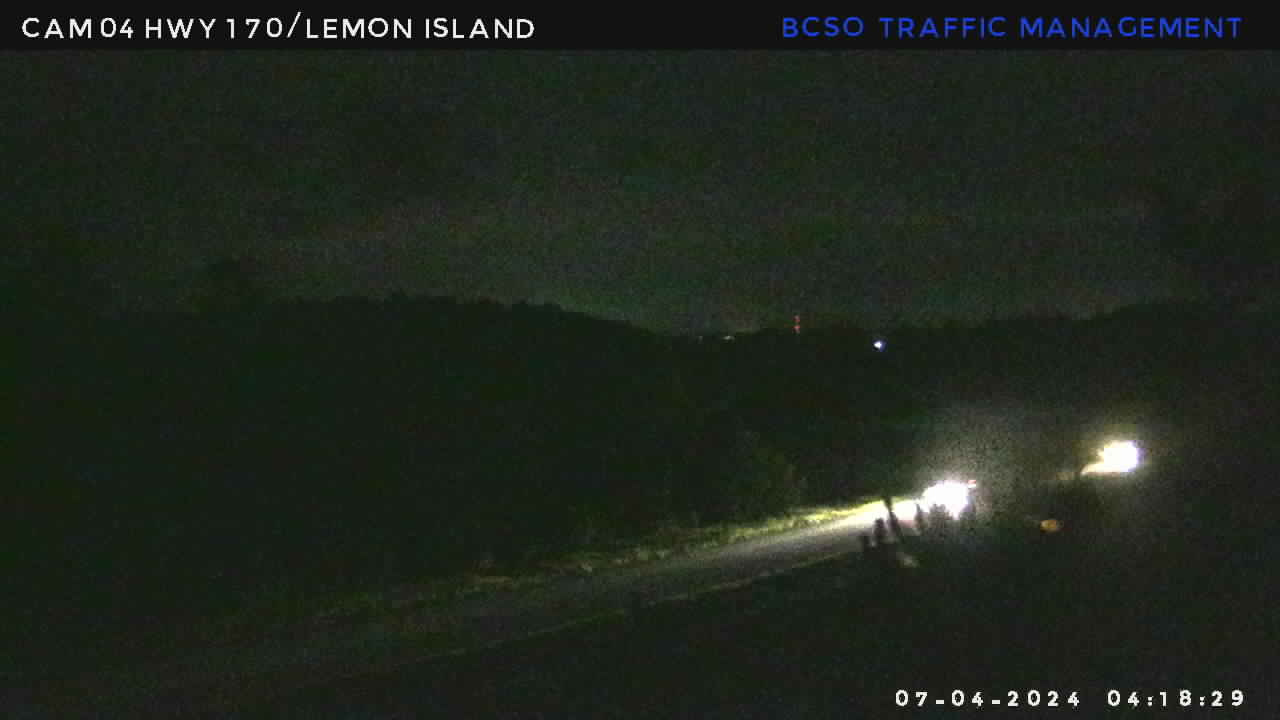 CAM04 HWY 170/LEMON ISLAND
BCSO TRAFFIC MANAGEMENT
07-04-2024 04:18:29